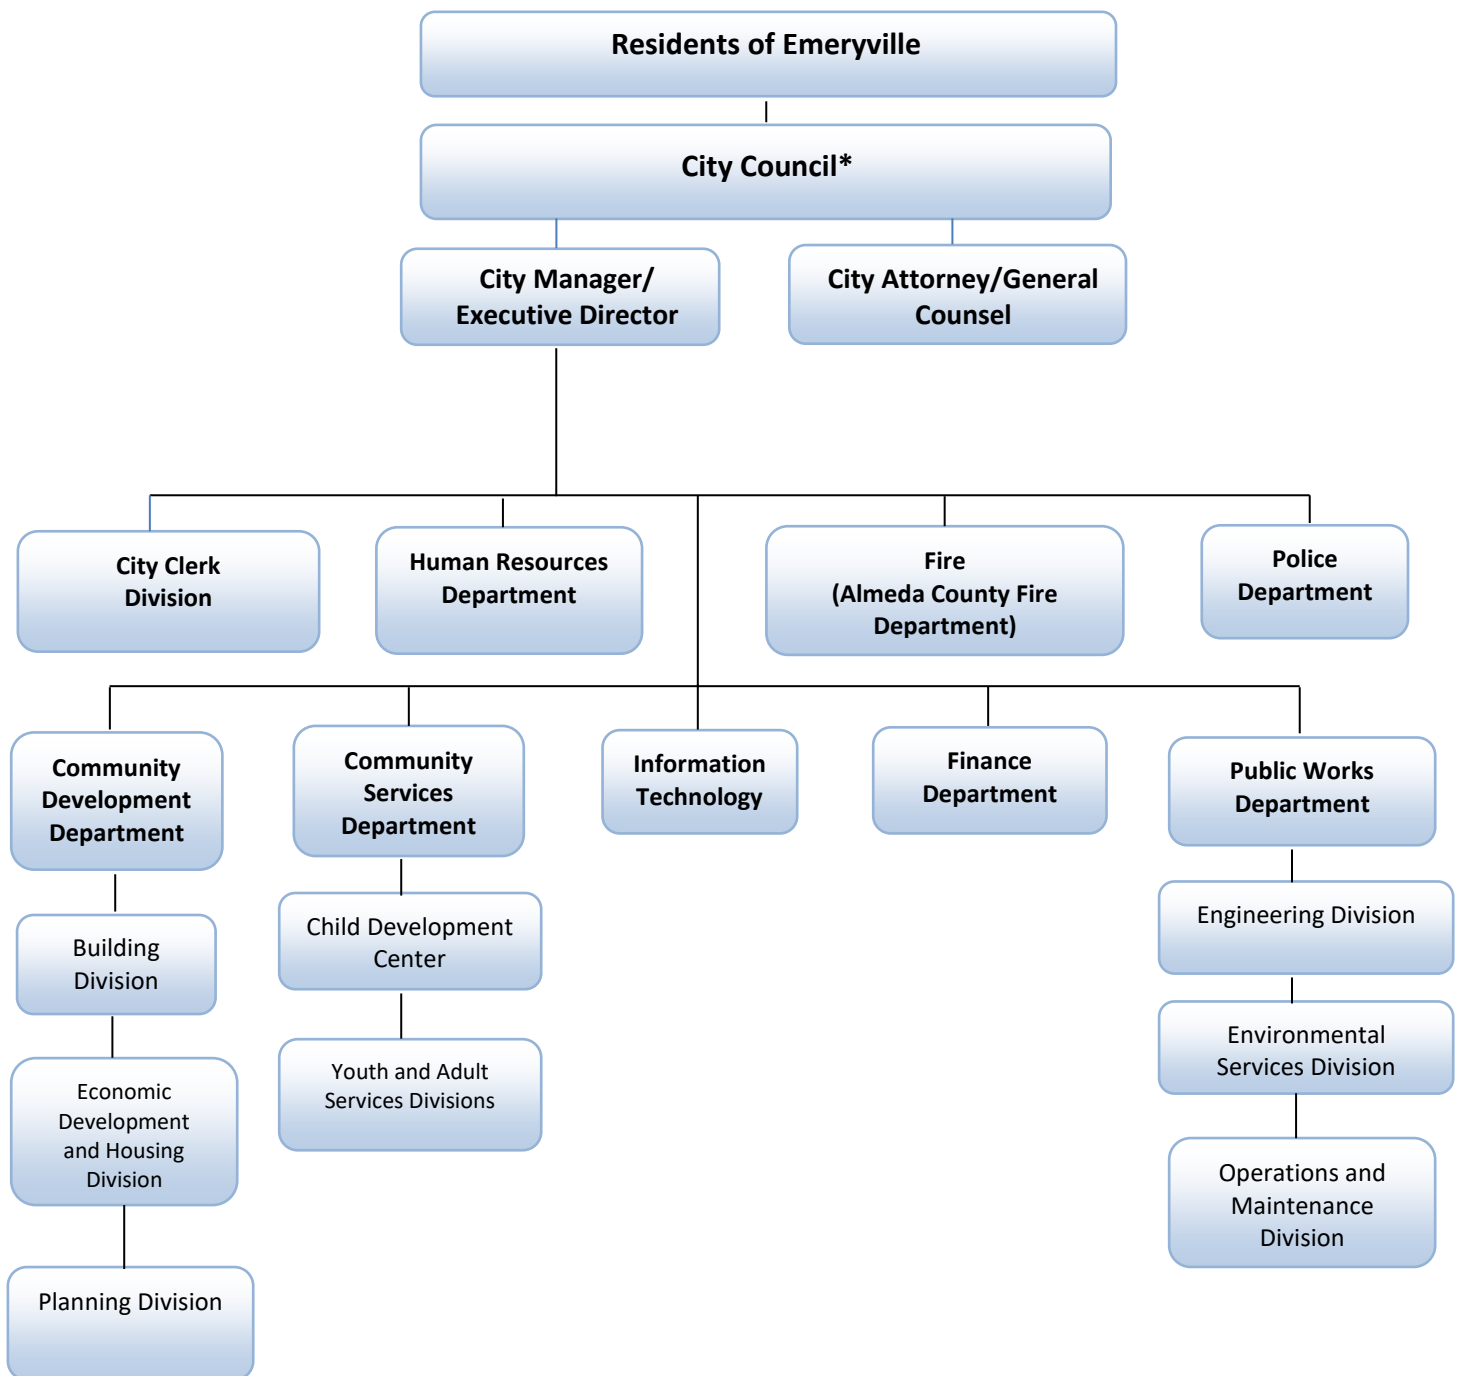 Residents of Emeryville
City Council*
City Manager/
Executive Director
City Attorney/General
Counsel
City Clerk
Division
Human Resources
Department
Fire
(Almeda County Fire
Department)
Police
Department
Community
Development
Department
Community
Services
Department
Information
Technology
Finance
Department
Public Works
Department
Building
Division
Economic
Development
and Housing
Division
Planning Division
Child Development
Center
Youth and Adult
Services Divisions
Engineering Division
Environmental
Services Division
Operations and
Maintenance
Division